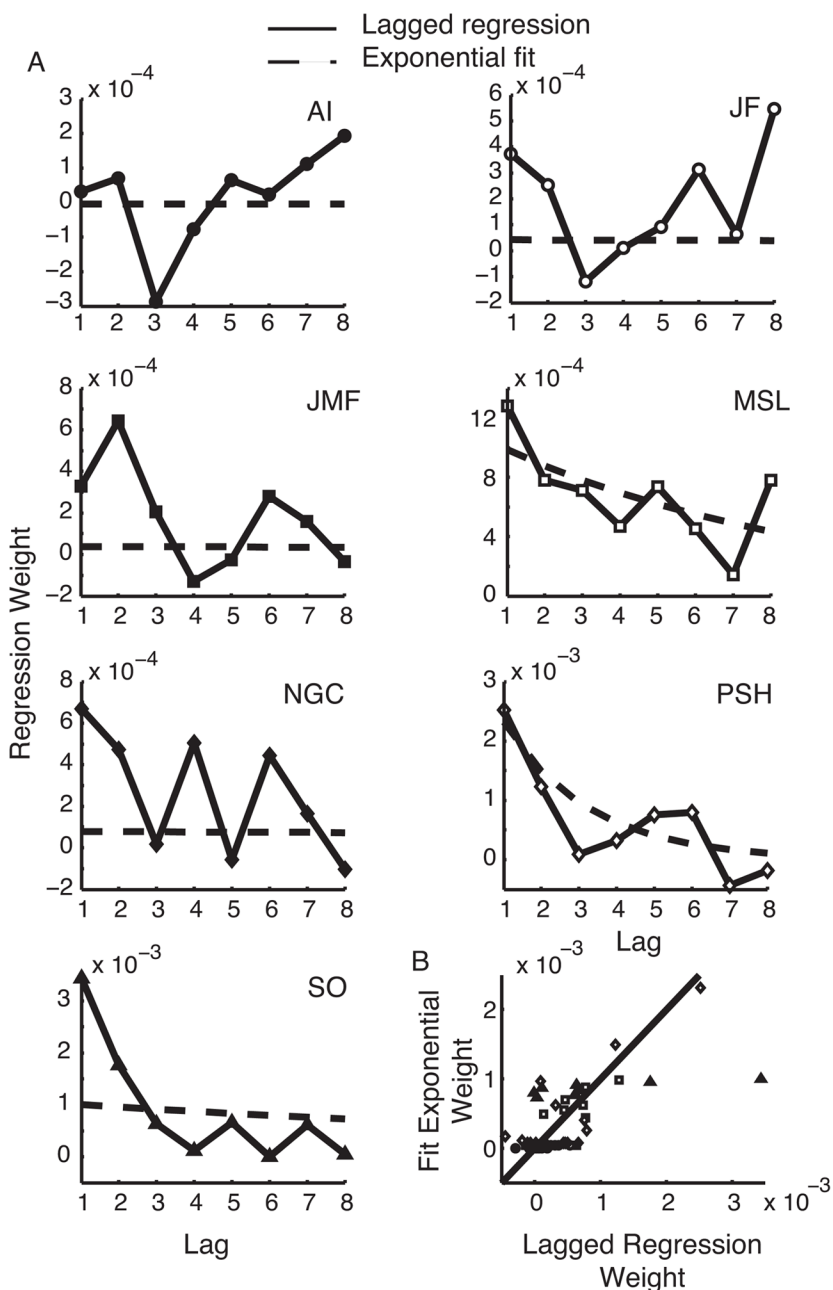 Lagged regression
Exponential fit
A
x 10⁻⁴
AI
3
2
1
0
−1
−2
−3
1 2 3 4 5 6 7 8
x 10⁻⁴
JF
6
5
4
3
2
1
0
−1
−2
1 2 3 4 5 6 7 8
x 10⁻⁴
JMF
8
6
4
2
0
−2
1 2 3 4 5 6 7 8
x 10⁻⁴
MSL
12
8
4
0
1 2 3 4 5 6 7 8
Regression Weight
x 10⁻⁴
NGC
8
6
4
2
0
−2
1 2 3 4 5 6 7 8
x 10⁻³
PSH
3
2
1
0
1 2 3 4 5 6 7 8
Lag
x 10⁻³
SO
3
2
1
0
1 2 3 4 5 6 7 8
Lag
B
x 10⁻³
Fit Exponential
Weight
2
1
0
0 1 2 3 x 10⁻³
Lagged Regression
Weight